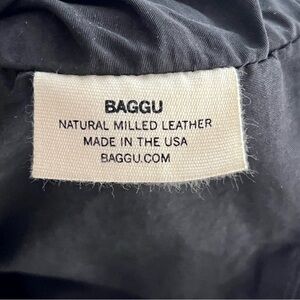 BAGGU
NATURAL MILLED LEATHER
MADE IN THE USA
BAGGU.COM